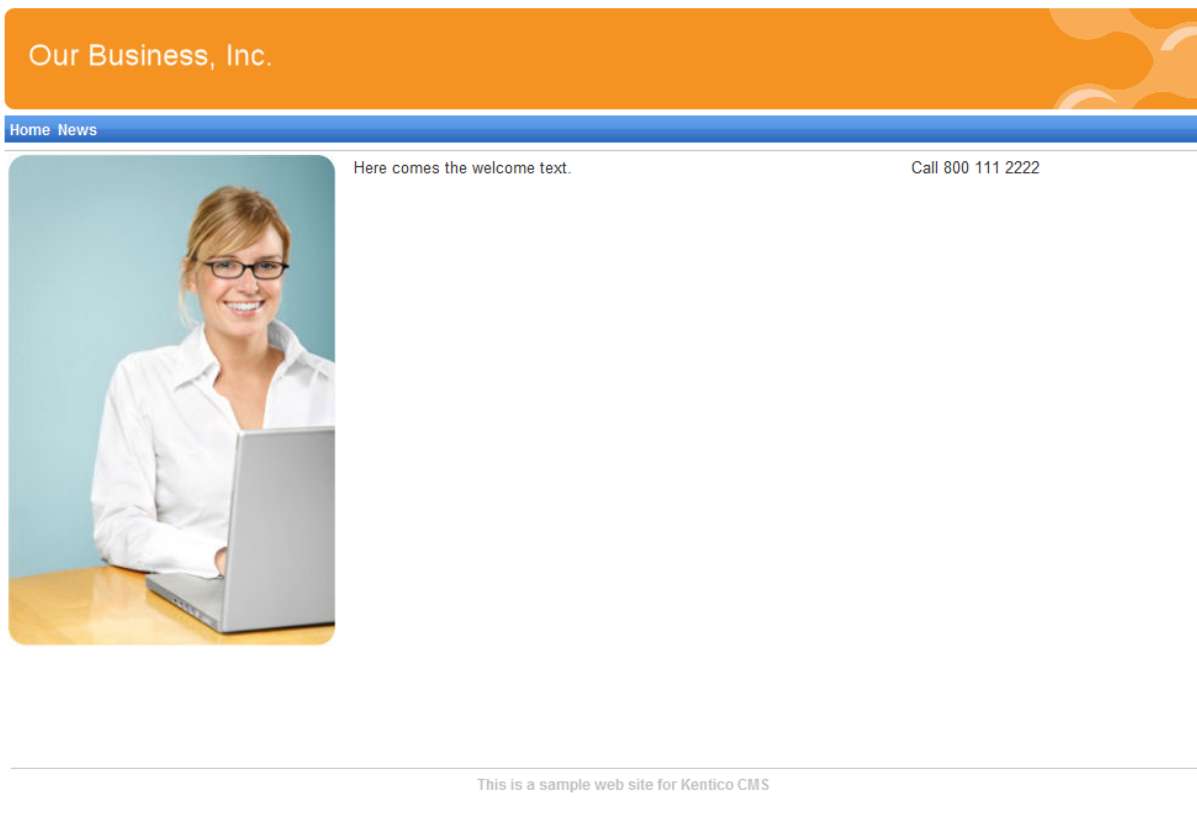 Our Business, Inc.
Home News
Here comes the welcome text.
Call 800 111 2222
This is a sample web site for Kentico CMS